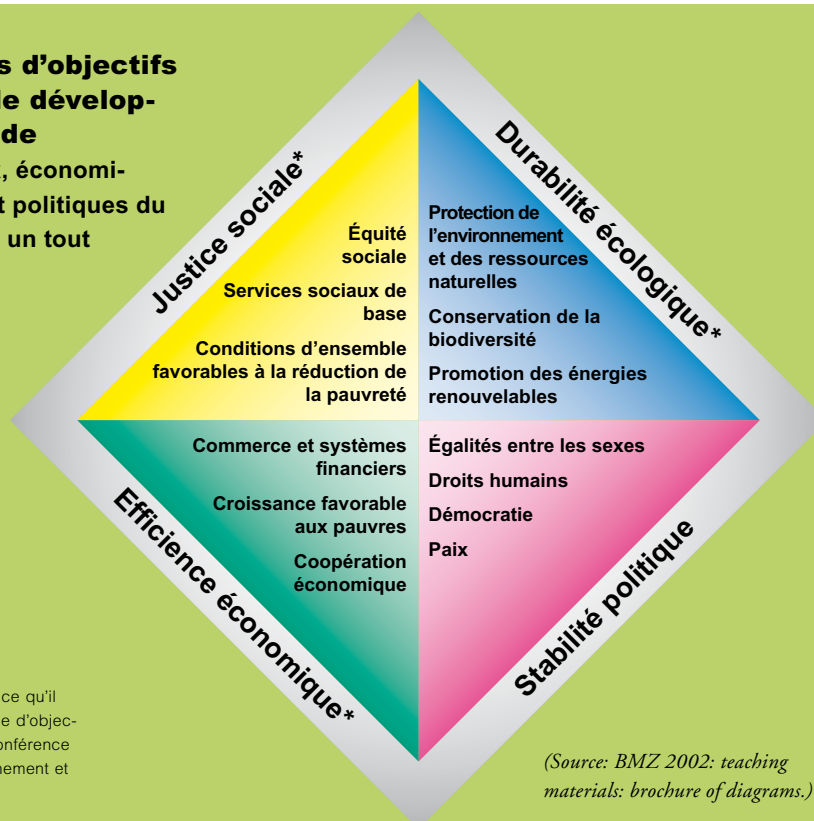 s d'objectifs
le dévelop-
de
, économi-
t politiques du
un tout
Justice sociale*
Durabilité écologique*
Équité
sociale
Services sociaux de
base
Conditions d'ensemble
favorables à la réduction de
la pauvreté
Protection de
l'environnement
et des ressources
naturelles
Conservation de la
biodiversité
Promotion des énergies
renouvelables
Commerce et systèmes
financiers
Croissance favorable
aux pauvres
Coopération
économique
Égalités entre les sexes
Droits humains
Démocratie
Paix
Efficience économique*
Stabilité politique
ce qu'il
e d'objec-
onférence
nement et
(Source: BMZ 2002: teaching
materials: brochure of diagrams.)